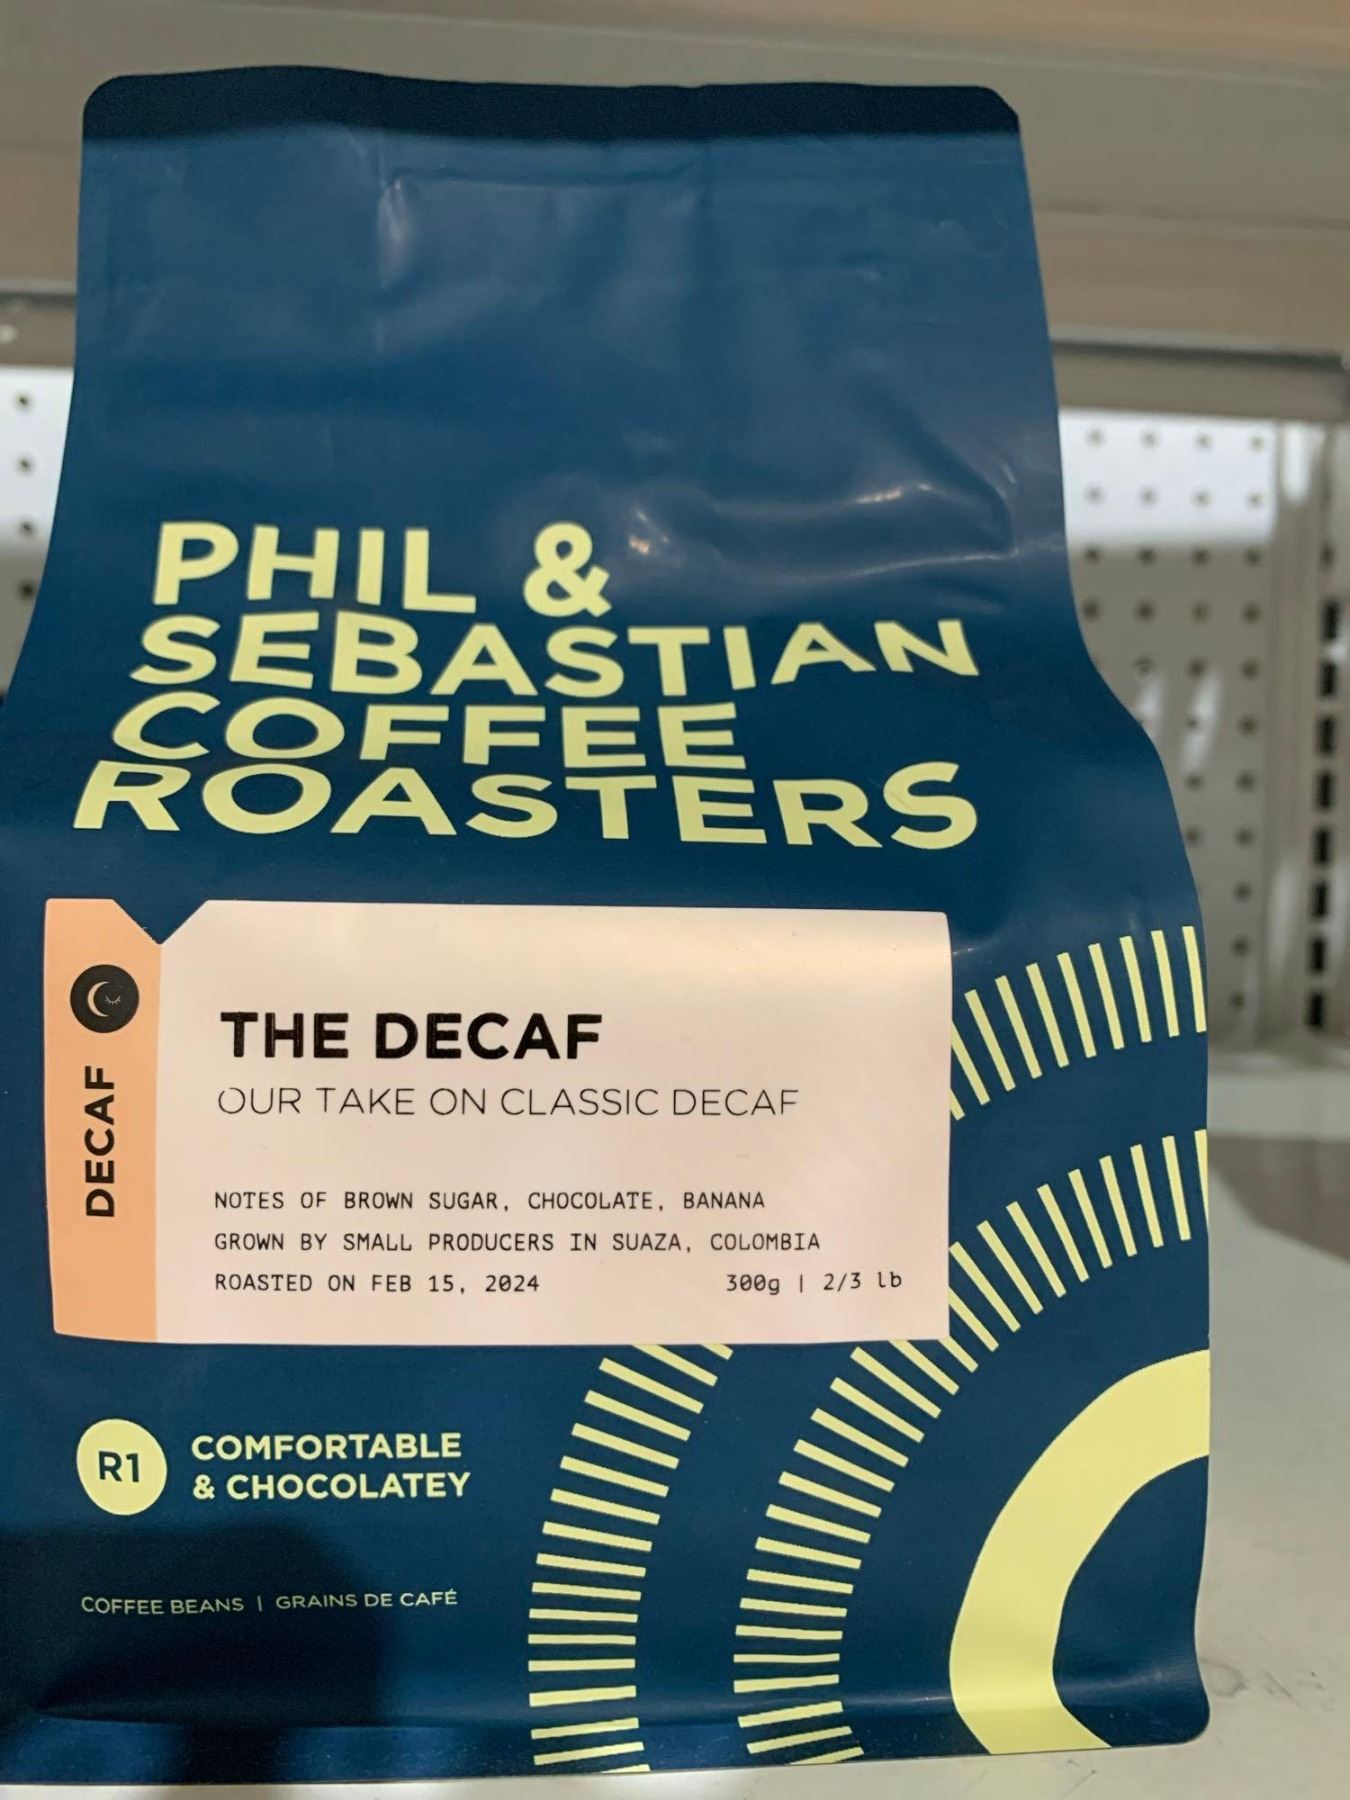 PHIL &
SEBASTIAN
COFFEE
ROASTERS
DECAF
THE DECAF
OUR TAKE ON CLASSIC DECAF
NOTES OF BROWN SUGAR, CHOCOLATE, BANANA
GROWN BY SMALL PRODUCERS IN SUAZA, COLOMBIA
ROASTED ON FEB 15, 2024 300g | 2/3 lb
R1 COMFORTABLE
& CHOCOLATEY
COFFEE BEANS | GRAINS DE CAFÉ